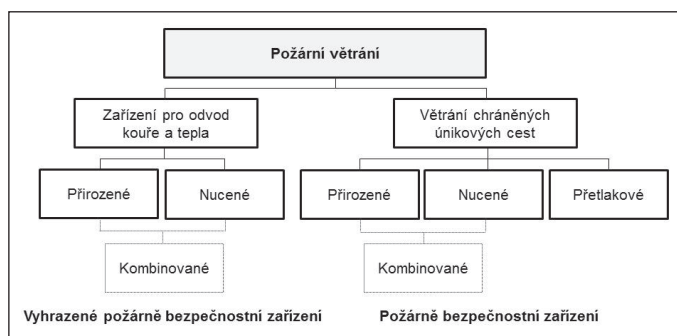 Požární větrání
Zařízení pro odvod
kouře a tepla
Větrání chráněných
únikových cest
Přirozené
Nucené
Přirozené
Nucené
Přetlakové
Kombinované
Kombinované
Vyhrazené požárně bezpečnostní zařízení
Požárně bezpečnostní zařízení